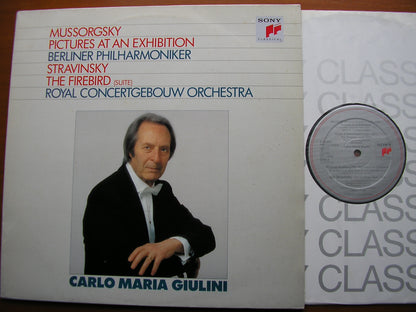 MUSSORGSKY
PICTURES AT AN EXHIBITION
BERLINER PHILHARMONIKER
STRAVINSKY
THE FIREBIRD (SUITE)
ROYAL CONCERTGEBOUW ORCHESTRA
SONY
CLASSICAL
CARLO MARIA GIULINI
CLASS
CLASS
CLASS
CLASS
CLASS